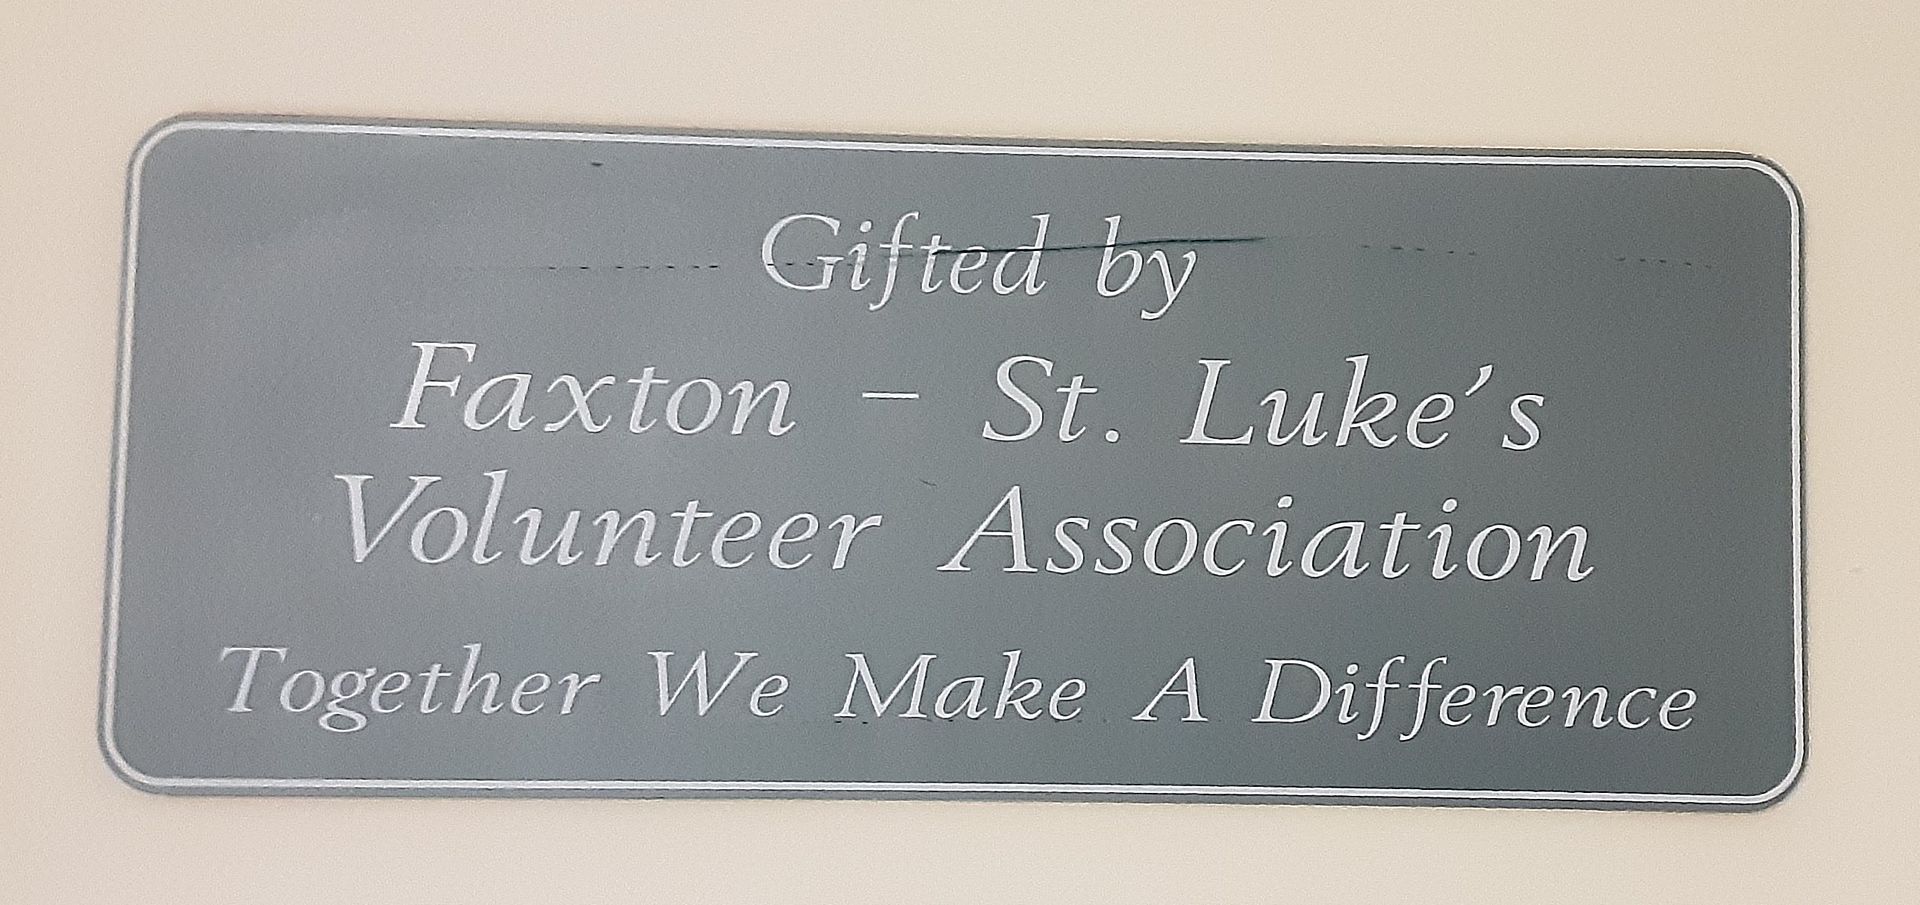 Gifted by
Faxton – St. Luke's
Volunteer Association
Together We Make A Difference